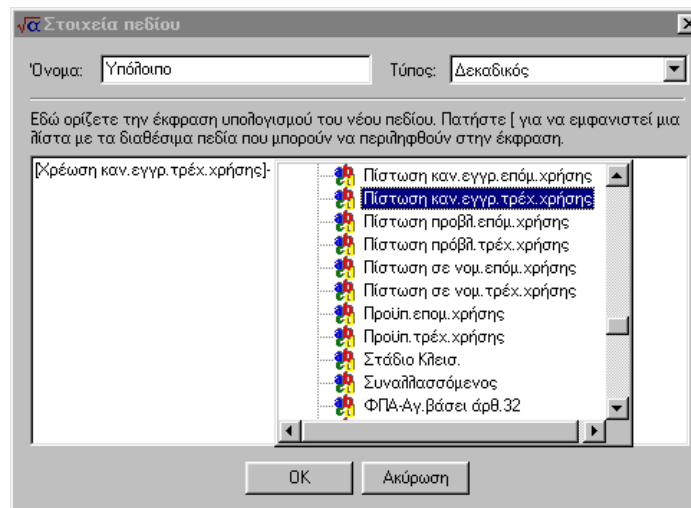 √α Στοιχεία πεδίου
Όνομα: Υπόλοιπο Τύπος: Δεκαδικός
Εδώ ορίζετε την έκφραση υπολογισμού του νέου πεδίου. Πατήστε [ για να εμφανιστεί μια
λίστα με τα διαθέσιμα πεδία που μπορούν να περιληφθούν στην έκφραση.
[Χρέωση καν.εγγρ.τρέχ.χρήσης]-
Πίστωση καν.εγγρ.επόμ.χρήσης
Πίστωση καν.εγγρ.τρέχ.χρήσης
Πίστωση προβλ.επόμ.χρήσης
Πίστωση πρόβλ.τρέχ.χρήσης
Πίστωση σε νομ.επόμ.χρήσης
Πίστωση σε νομ.τρέχ.χρήσης
Προϋπ.επομ.χρήσης
Προϋπ.τρέχ.χρήσης
Στάδιο Κλεισ.
Συναλλασσόμενος
ΦΠΑ-Αγ.βάσει άρθ.32
OK Ακύρωση